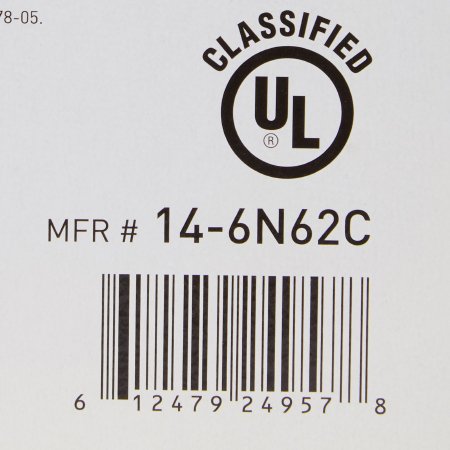 78-05.
CLASSIFIED
UL
®
MFR # 14-6N62C
6 12479 24957 8